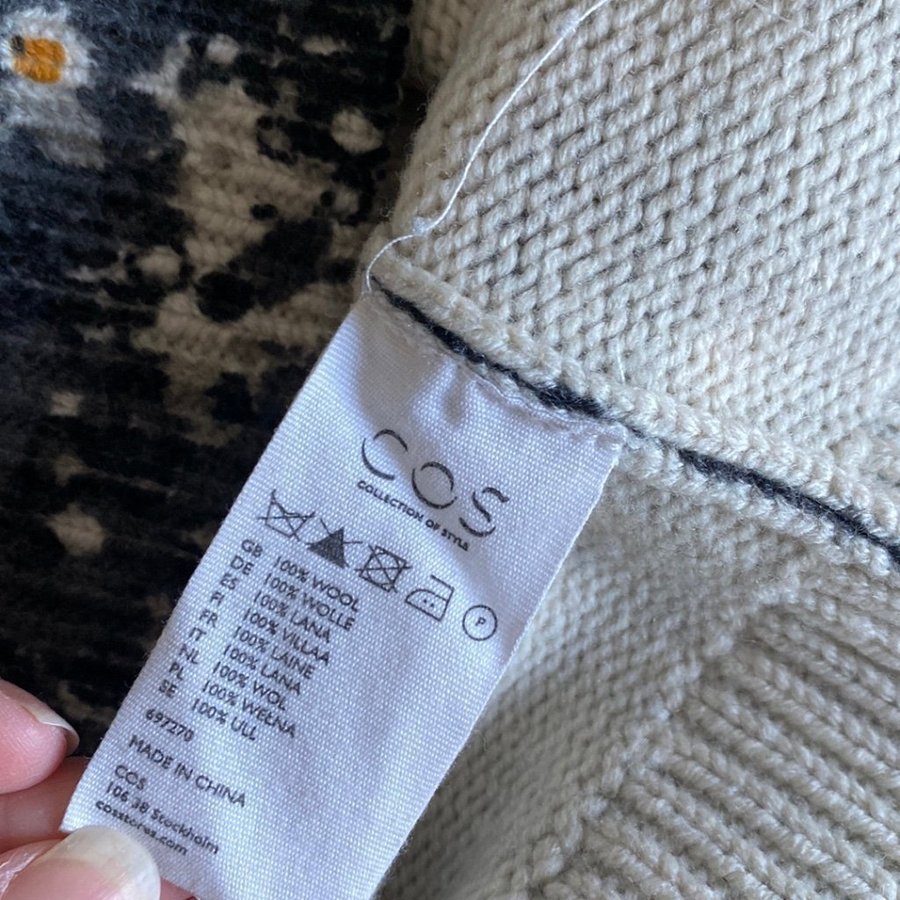 COS
COLLECTION OF STYLE
P
GB 100% WOOL
DE 100% WOLLE
ES 100% LANA
FI 100% VILLAA
FR 100% LAINE
IT 100% LANA
NL 100% WOL
PL 100% WEŁNA
SE 100% ULL
697270
MADE IN CHINA
COS
106 38 Stockholm
cosstores.com